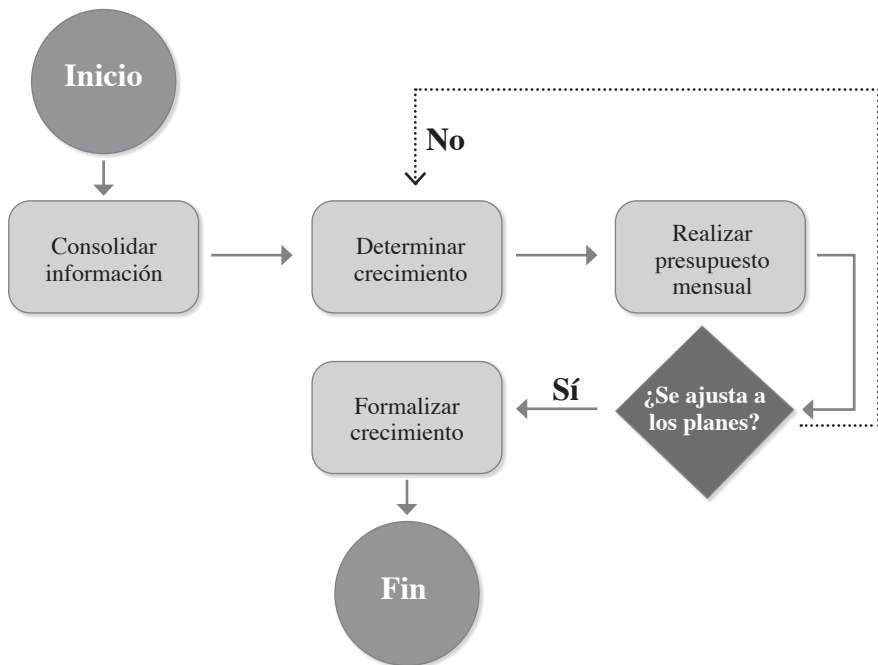 Inicio
No
Consolidar
información
Determinar
crecimiento
Realizar
presupuesto
mensual
¿Se ajusta a
los planes?
Sí
Formalizar
crecimiento
Fin